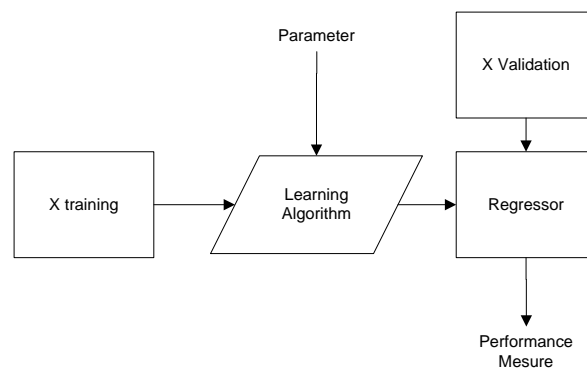 Parameter
X Validation
X training
Learning
Algorithm
Regressor
Performance
Mesure